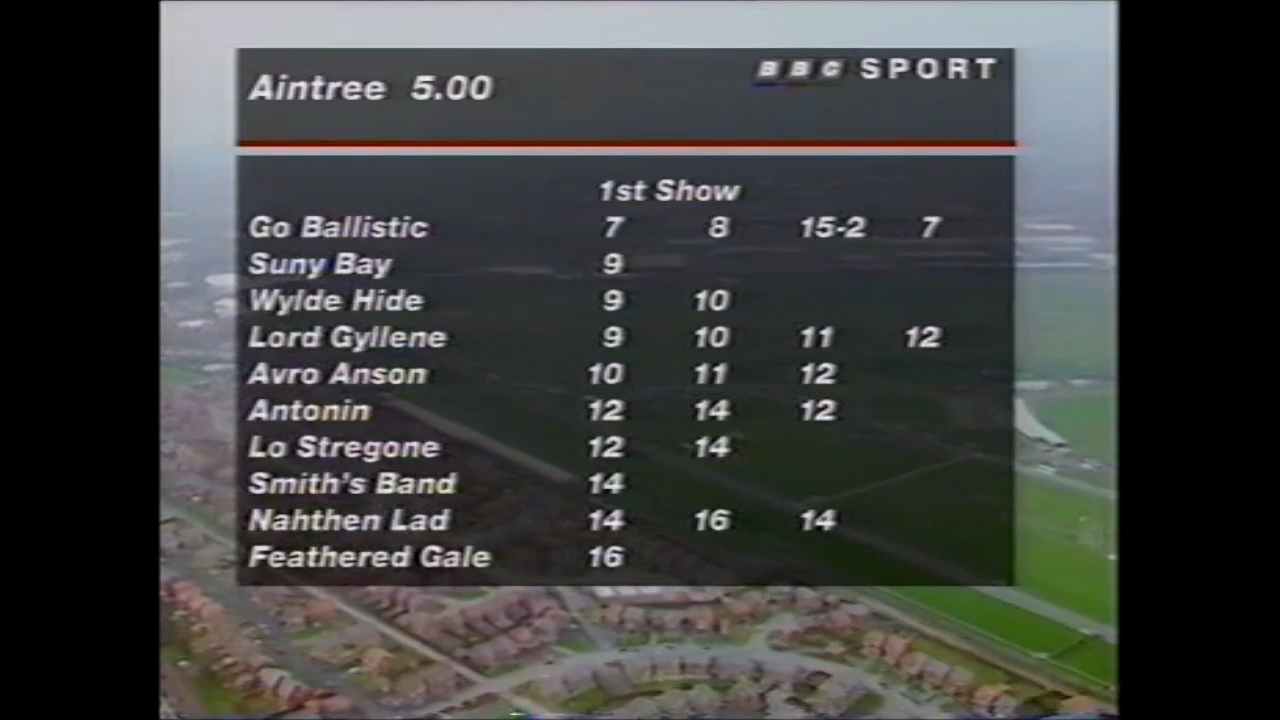 Aintree 5.00
BBC SPORT
1st Show
Go Ballistic 7 8 15-2 7
Suny Bay 9
Wylde Hide 9 10
Lord Gyllene 9 10 11 12
Avro Anson 10 11 12
Antonin 12 14 12
Lo Stregone 12 14
Smith's Band 14
Nahthen Lad 14 16 14
Feathered Gale 16